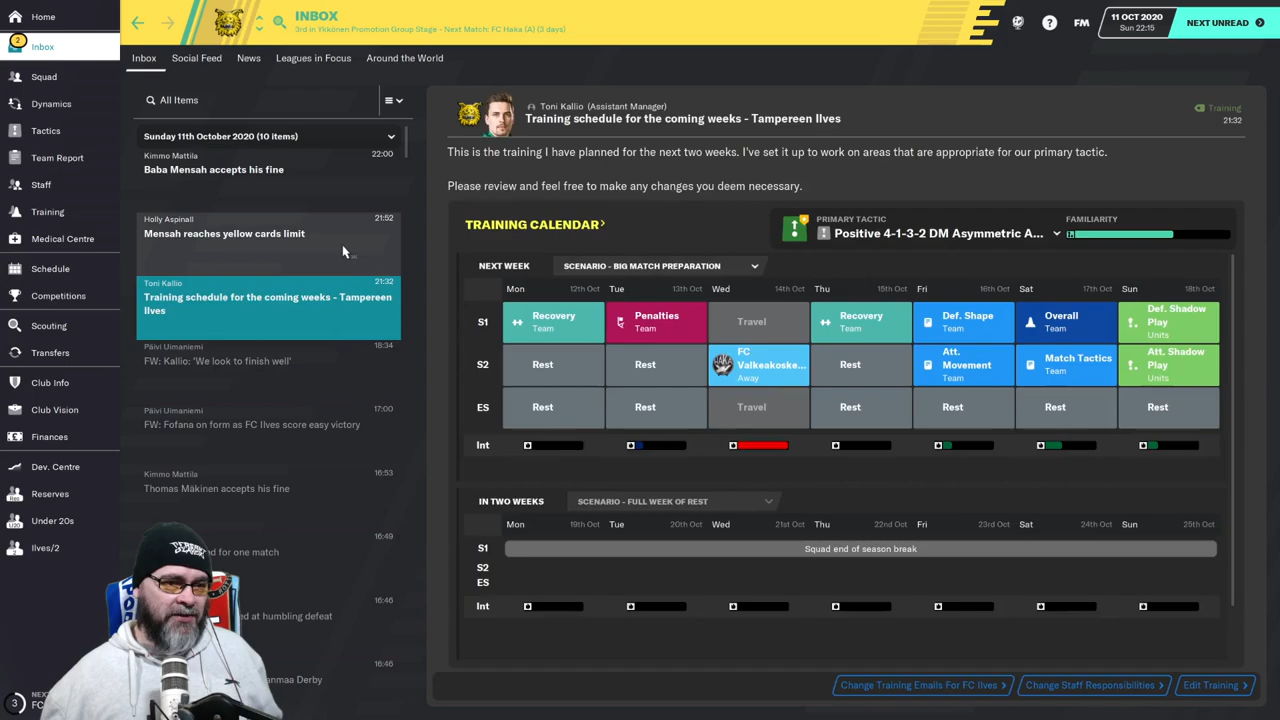 Home
2
Inbox
Squad
Dynamics
Tactics
Team Report
Staff
Training
Medical Centre
Schedule
Competitions
Scouting
Transfers
Club Info
Club Vision
Finances
Dev. Centre
Reserves
Under 20s
Ilves/2
3
INBOX
3rd in Ykkönen Promotion Group Stage - Next Match: FC Haka (A) (3 days)
FM
11 OCT 2020
Sun 22:15
NEXT UNREAD
Inbox
Social Feed
News
Leagues in Focus
Around the World
All Items
Sunday 11th October 2020 (10 items)
Kimmo Mattila
22:00
Baba Mensah accepts his fine
Holly Aspinall
21:52
Mensah reaches yellow cards limit
Toni Kallio
21:32
Training schedule for the coming weeks - Tampereen
Ilves
Päivi Uimaniemi
18:34
FW: Kallio: 'We look to finish well'
Päivi Uimaniemi
17:00
FW: Fofana on form as FC Ilves score easy victory
Kimmo Mattila
16:53
Thomas Mäkinen accepts his fine
16:49
ed for one match
16:46
ed at humbling defeat
16:46
Toni Kallio (Assistant Manager)
Training schedule for the coming weeks - Tampereen Ilves
Training
21:32
This is the training I have planned for the next two weeks. I've set it up to work on areas that are appropriate for our primary tactic.
Please review and feel free to make any changes you deem necessary.
TRAINING CALENDAR
PRIMARY TACTIC
Positive 4-1-3-2 DM Asymmetric A...
FAMILIARITY
NEXT WEEK
SCENARIO - BIG MATCH PREPARATION
Mon 12th Oct Tue 13th Oct Wed 14th Oct Thu 15th Oct Fri 16th Oct Sat 17th Oct Sun 18th Oct
S1
Recovery
Team
Penalties
Team
Travel
Recovery
Team
Def. Shape
Team
Overall
Team
Def. Shadow
Play
Units
S2
Rest
Rest
FC
Valkeakoske...
Away
Rest
Att.
Movement
Team
Match Tactics
Team
Att. Shadow
Play
Units
ES
Rest
Rest
Travel
Rest
Rest
Rest
Rest
Int
IN TWO WEEKS
SCENARIO - FULL WEEK OF REST
Mon 19th Oct Tue 20th Oct Wed 21st Oct Thu 22nd Oct Fri 23rd Oct Sat 24th Oct Sun 25th Oct
S1
Squad end of season break
S2
ES
Int
Change Training Emails For FC Ilves
Change Staff Responsibilities
Edit Training